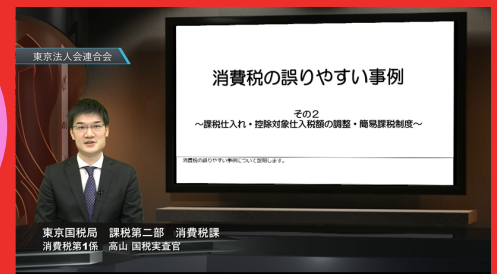 東京法人会連合会
消費税の誤りやすい事例
その2
～課税仕入れ・控除対象仕入税額の調整・簡易課税制度～
消費税の誤りやすい事例について説明します。
東京国税局　課税第二部　消費税課
消費税第1係　高山 国税実査官